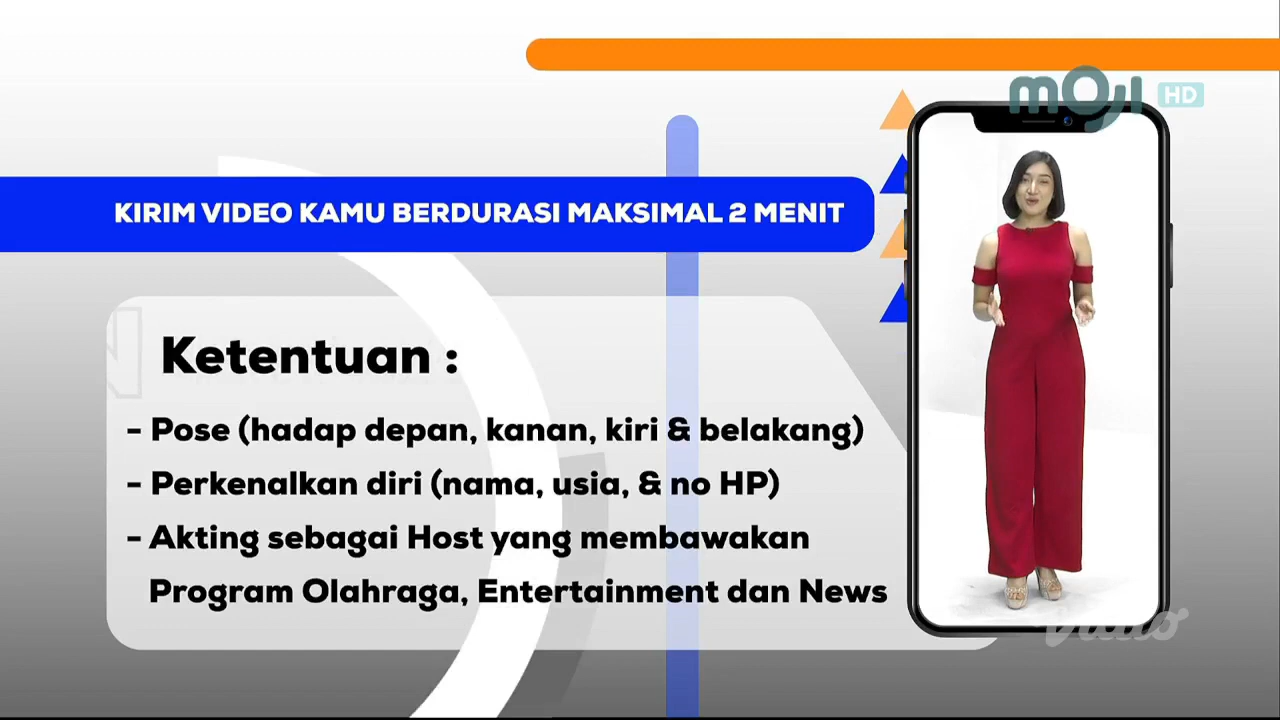 moji HD
KIRIM VIDEO KAMU BERDURASI MAKSIMAL 2 MENIT
Ketentuan :
- Pose (hadap depan, kanan, kiri & belakang)
- Perkenalkan diri (nama, usia, & no HP)
- Akting sebagai Host yang membawakan
Program Olahraga, Entertainment dan News
Vidio